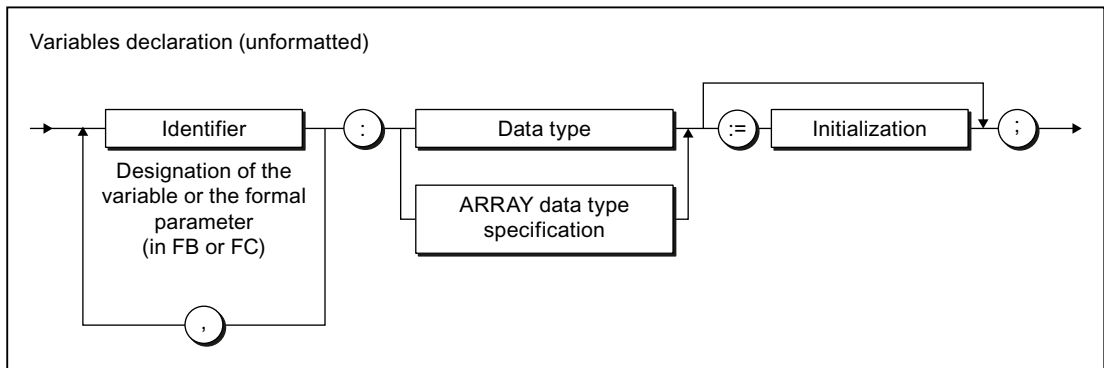 Variables declaration (unformatted)
Identifier
:
Data type
:=
Initialization
;
Designation of the
variable or the formal
parameter
(in FB or FC)
ARRAY data type
specification
,